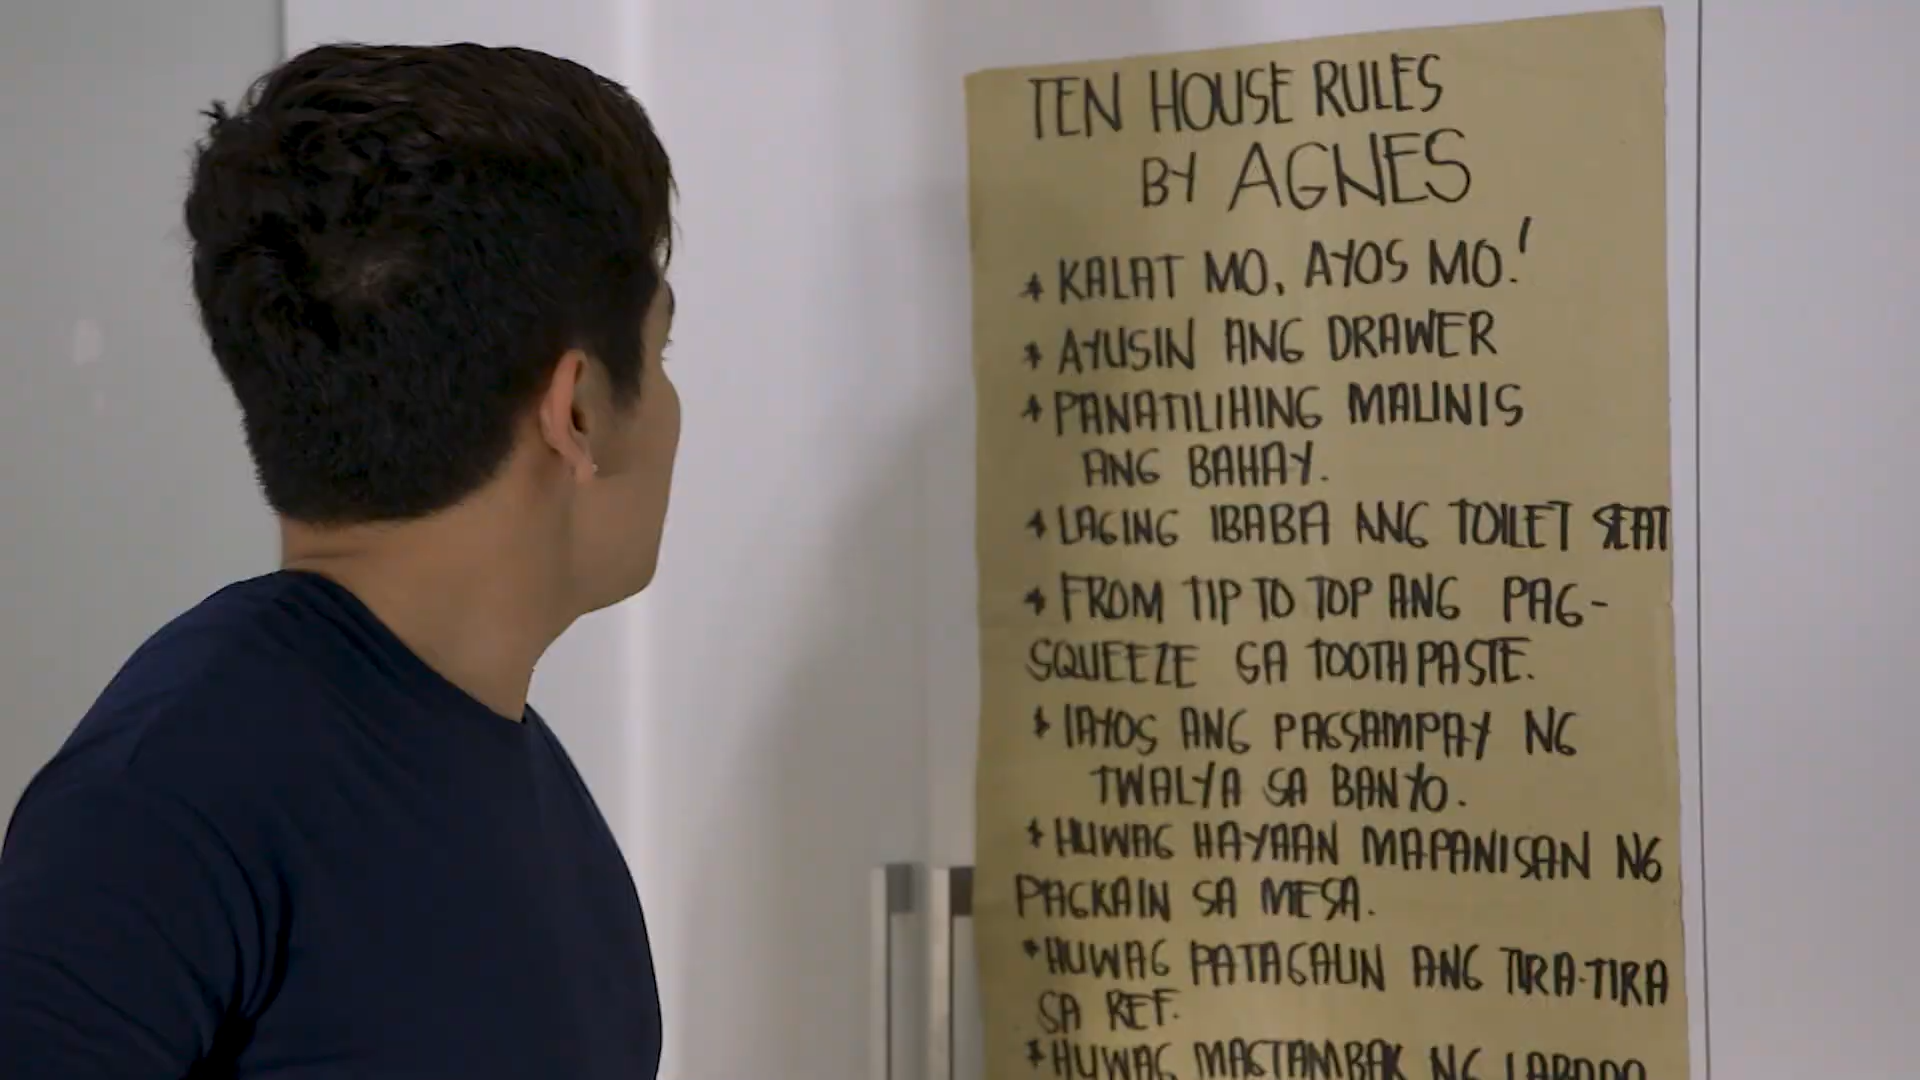 TEN HOUSE RULES
BY AGNES
* KALAT MO, AYOS MO!
* AYUSIN ANG DRAWER
* PANATILIHING MALINIS
ANG BAHAY.
* LAGING IBABA ANG TOILET SEAT
* FROM TIP TO TOP ANG PAG-
SQUEEZE SA TOOTHPASTE.
* IAYOS ANG PAGSAMPAY NG
TWALYA SA BANYO.
* HUWAG HAYAAN MAPANISAN NG
PAGKAIN SA MESA.
* HUWAG PATAGALIN ANG TIRA-TIRA
SA REF.
* HUWAG MAGTAMBAK NG